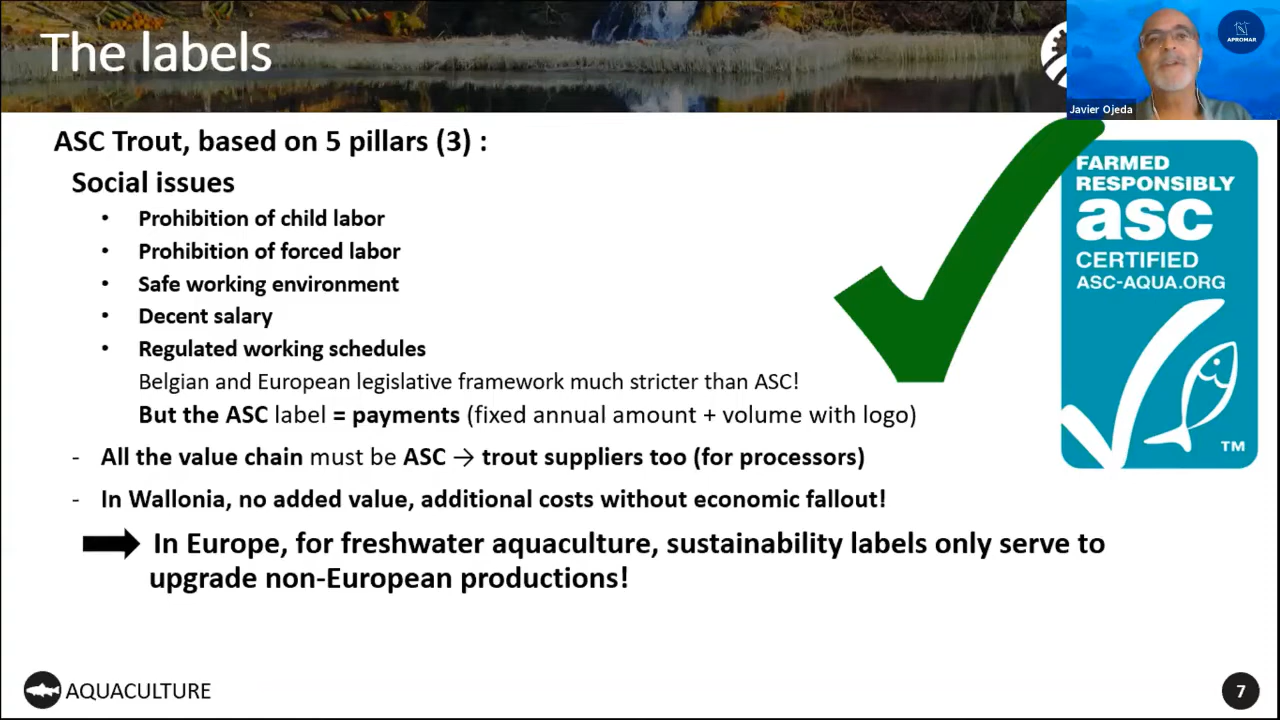 The labels
APROMAR
Javier Ojeda
ASC Trout, based on 5 pillars (3) :
Social issues
• Prohibition of child labor
• Prohibition of forced labor
• Safe working environment
• Decent salary
• Regulated working schedules
Belgian and European legislative framework much stricter than ASC!
But the ASC label = payments (fixed annual amount + volume with logo)
- All the value chain must be ASC → trout suppliers too (for processors)
- In Wallonia, no added value, additional costs without economic fallout!
In Europe, for freshwater aquaculture, sustainability labels only serve to
upgrade non-European productions!
FARMED
RESPONSIBLY
asc
CERTIFIED
ASC-AQUA.ORG
TM
AQUACULTURE
7